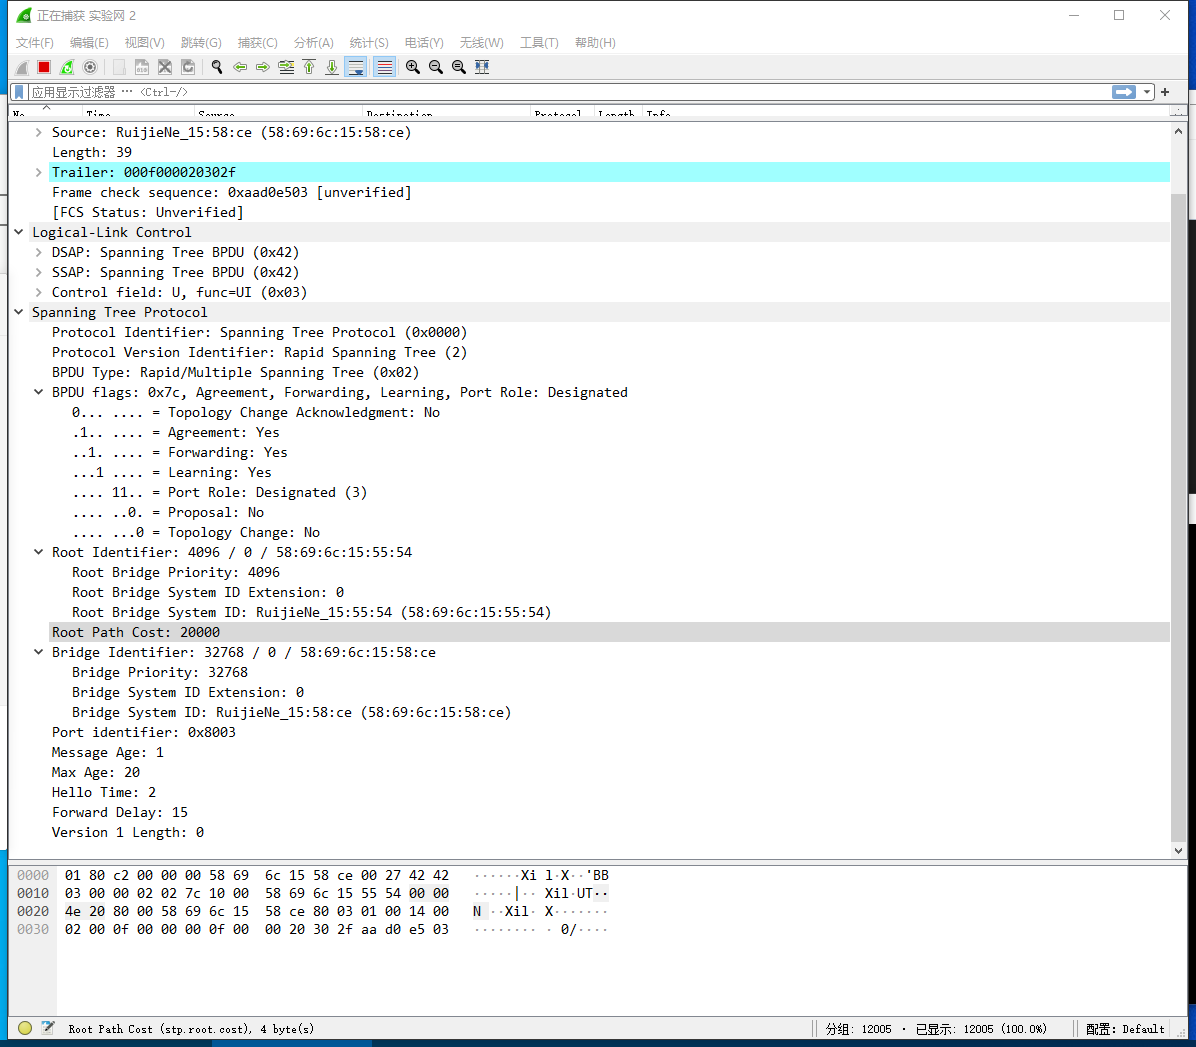 正在捕获 实验网 2
文件(F) 编辑(E) 视图(V) 跳转(G) 捕获(C) 分析(A) 统计(S) 电话(Y) 无线(W) 工具(T) 帮助(H)
应用显示过滤器 … <Ctrl-/>
No. Time Source Destination Protocol Length Info
Source: RuijieNe_15:58:ce (58:69:6c:15:58:ce)
Length: 39
Trailer: 000f000020302f
Frame check sequence: 0xaad0e503 [unverified]
[FCS Status: Unverified]
Logical-Link Control
DSAP: Spanning Tree BPDU (0x42)
SSAP: Spanning Tree BPDU (0x42)
Control field: U, func=UI (0x03)
Spanning Tree Protocol
Protocol Identifier: Spanning Tree Protocol (0x0000)
Protocol Version Identifier: Rapid Spanning Tree (2)
BPDU Type: Rapid/Multiple Spanning Tree (0x02)
BPDU flags: 0x7c, Agreement, Forwarding, Learning, Port Role: Designated
0... .... = Topology Change Acknowledgment: No
.1.. .... = Agreement: Yes
..1. .... = Forwarding: Yes
...1 .... = Learning: Yes
.... 11.. = Port Role: Designated (3)
.... ..0. = Proposal: No
.... ...0 = Topology Change: No
Root Identifier: 4096 / 0 / 58:69:6c:15:55:54
Root Bridge Priority: 4096
Root Bridge System ID Extension: 0
Root Bridge System ID: RuijieNe_15:55:54 (58:69:6c:15:55:54)
Root Path Cost: 20000
Bridge Identifier: 32768 / 0 / 58:69:6c:15:58:ce
Bridge Priority: 32768
Bridge System ID Extension: 0
Bridge System ID: RuijieNe_15:58:ce (58:69:6c:15:58:ce)
Port identifier: 0x8003
Message Age: 1
Max Age: 20
Hello Time: 2
Forward Delay: 15
Version 1 Length: 0
0000 01 80 c2 00 00 00 58 69 6c 15 58 ce 00 27 42 42 ······Xi l·X··'BB
0010 03 00 00 02 02 7c 10 00 58 69 6c 15 55 54 00 00 ·····|·· Xil·UT··
0020 4e 20 80 00 58 69 6c 15 58 ce 80 03 01 00 14 00 N ··Xil· X·······
0030 02 00 0f 00 00 00 0f 00 00 20 30 2f aa d0 e5 03 ········ · 0/····
Root Path Cost (stp.root.cost), 4 byte(s) 分组: 12005 · 已显示: 12005 (100.0%) 配置: Default